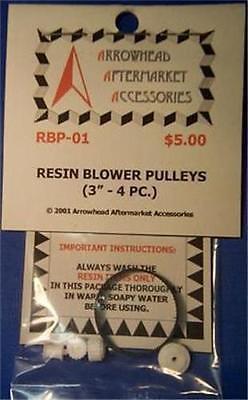 ARROWHEAD
AFTERMARKET
ACCESSORIES
RBP-01 $5.00
RESIN BLOWER PULLEYS
(3" - 4 PC.)
© 2001 Arrowhead Aftermarket Accessories
IMPORTANT INSTRUCTIONS:
ALWAYS WASH THE
RESIN ITEMS ONLY
IN THIS PACKAGE THOROUGHLY
IN WARM SOAPY WATER
BEFORE USING.